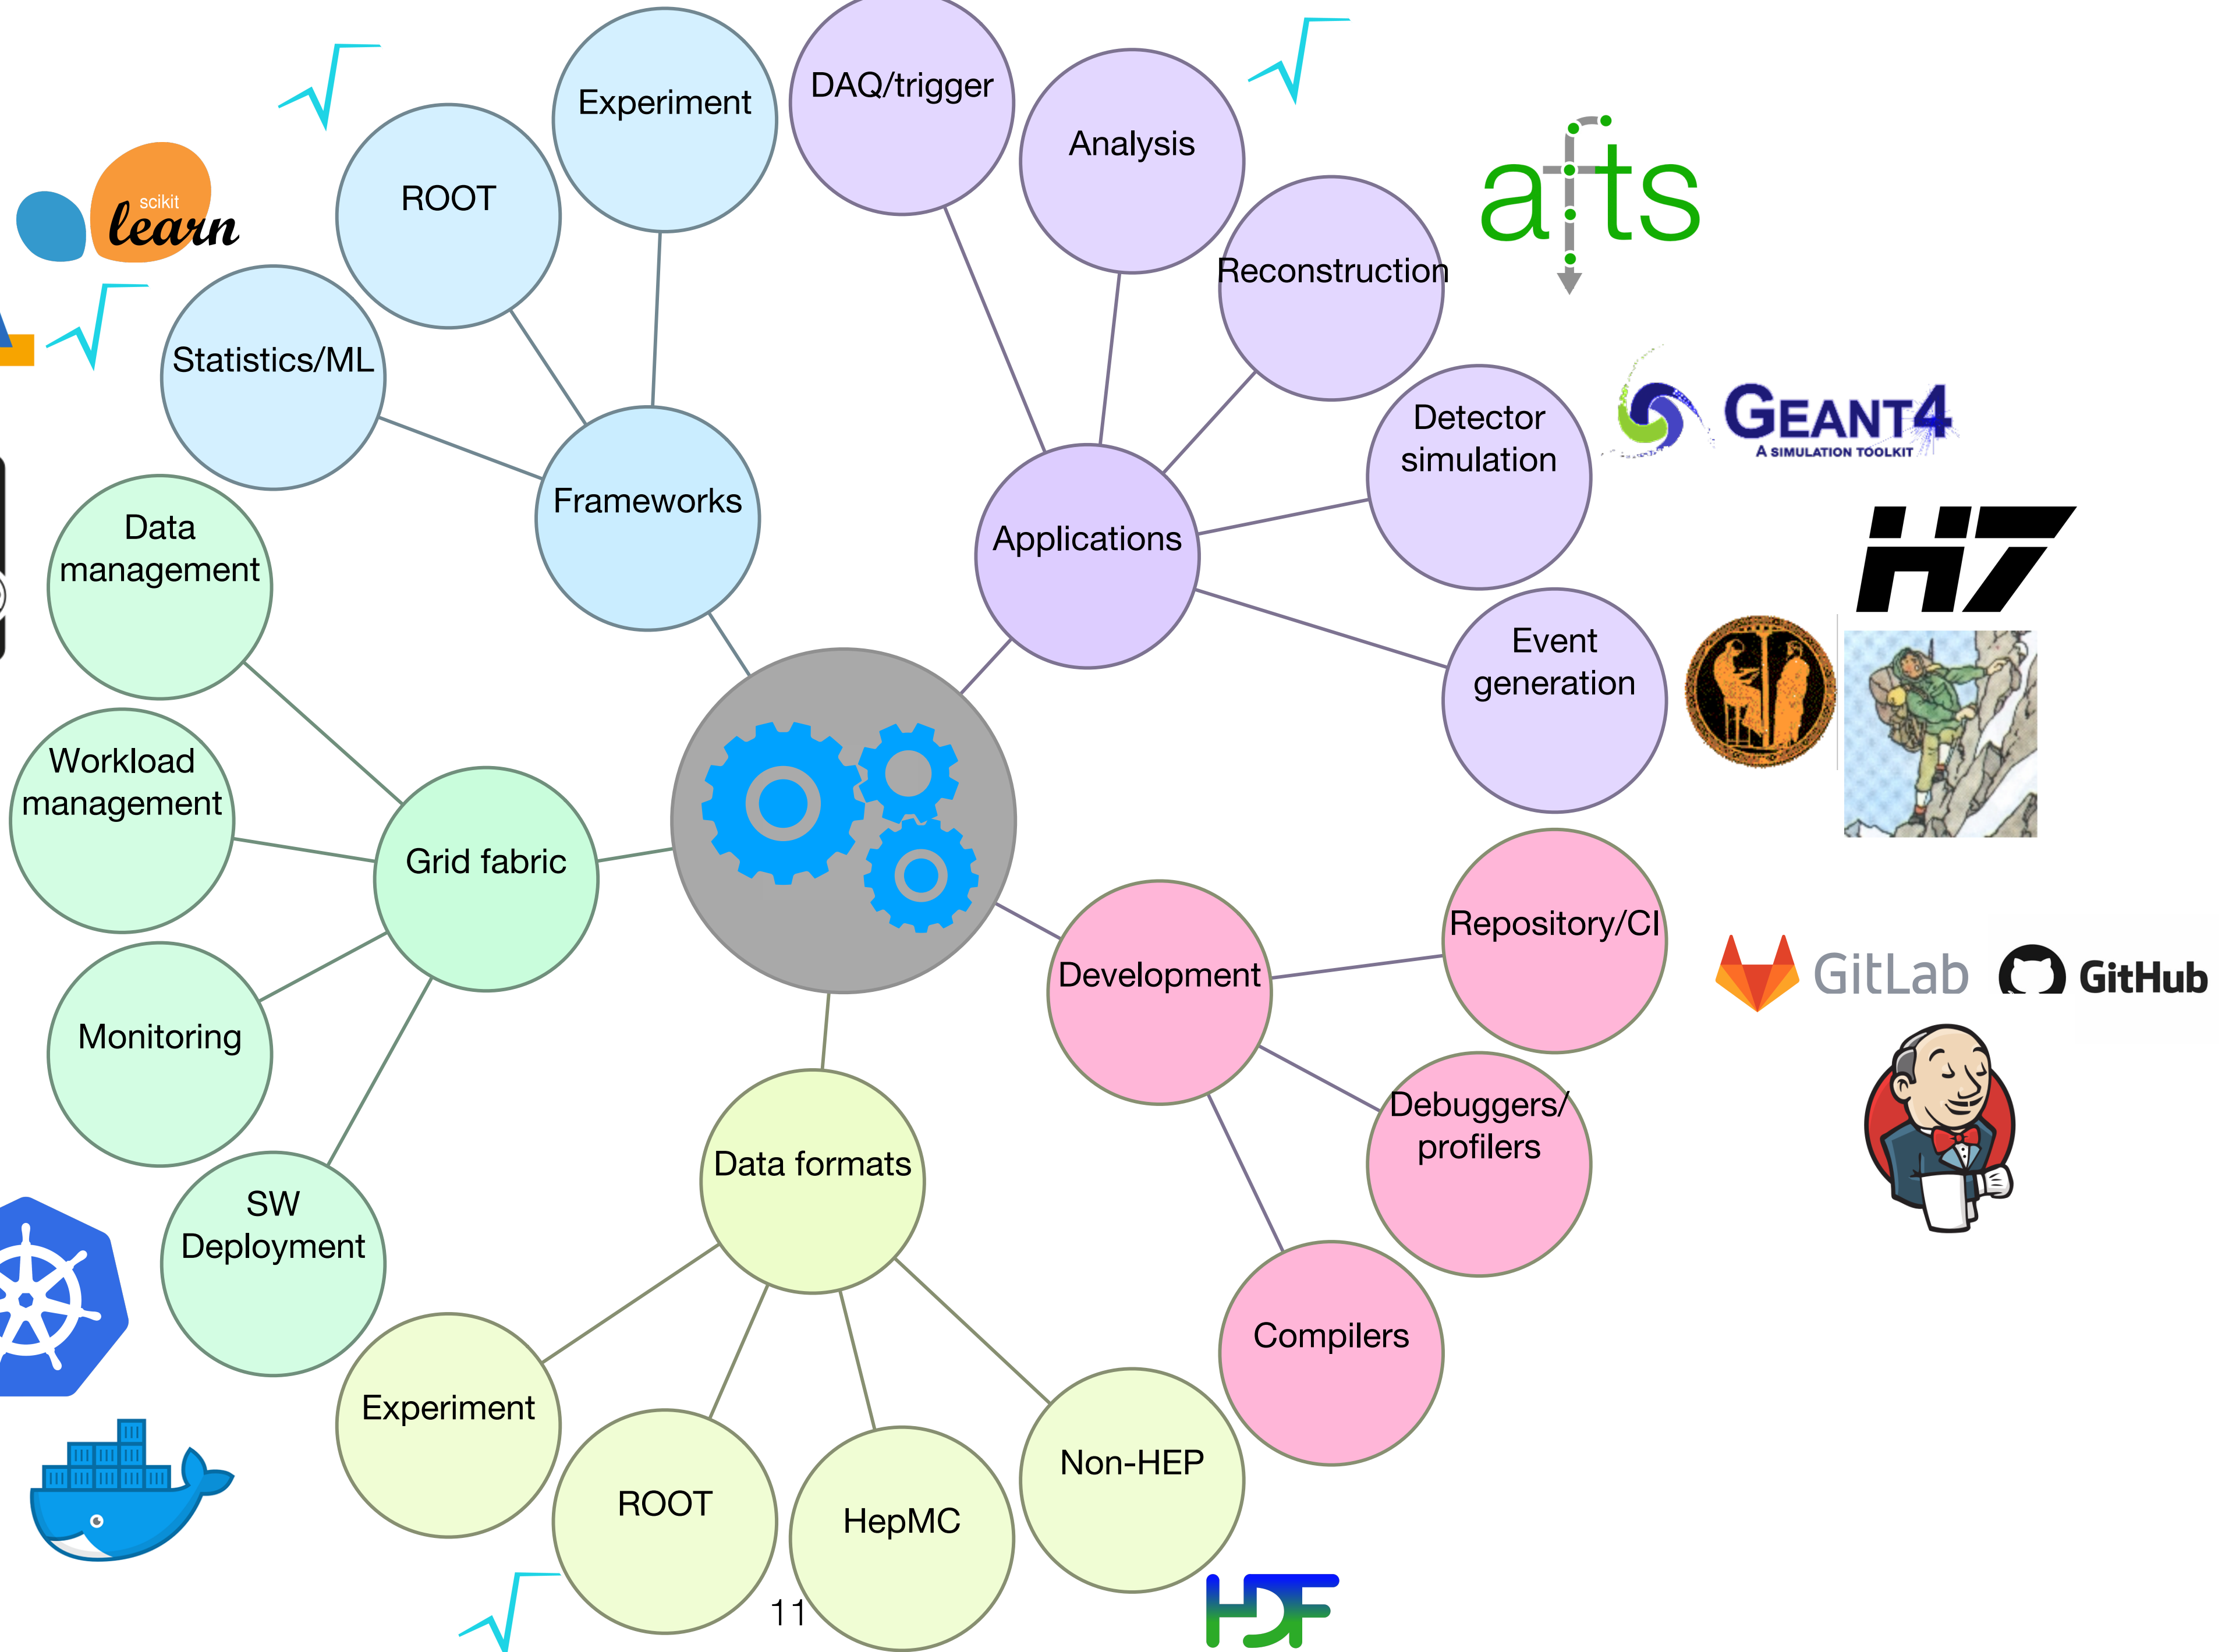 Experiment
DAQ/trigger
Analysis
ROOT
scikit
learn
afts
Reconstruction
Statistics/ML
Detector
simulation
GEANT4
A SIMULATION TOOLKIT
Frameworks
Applications
Data
management
H7
Event
generation
Workload
management
Grid fabric
Repository/CI
Development
GitLab
GitHub
Monitoring
Debuggers/
profilers
Data formats
SW
Deployment
Compilers
Experiment
Non-HEP
ROOT
HepMC
11
HDF